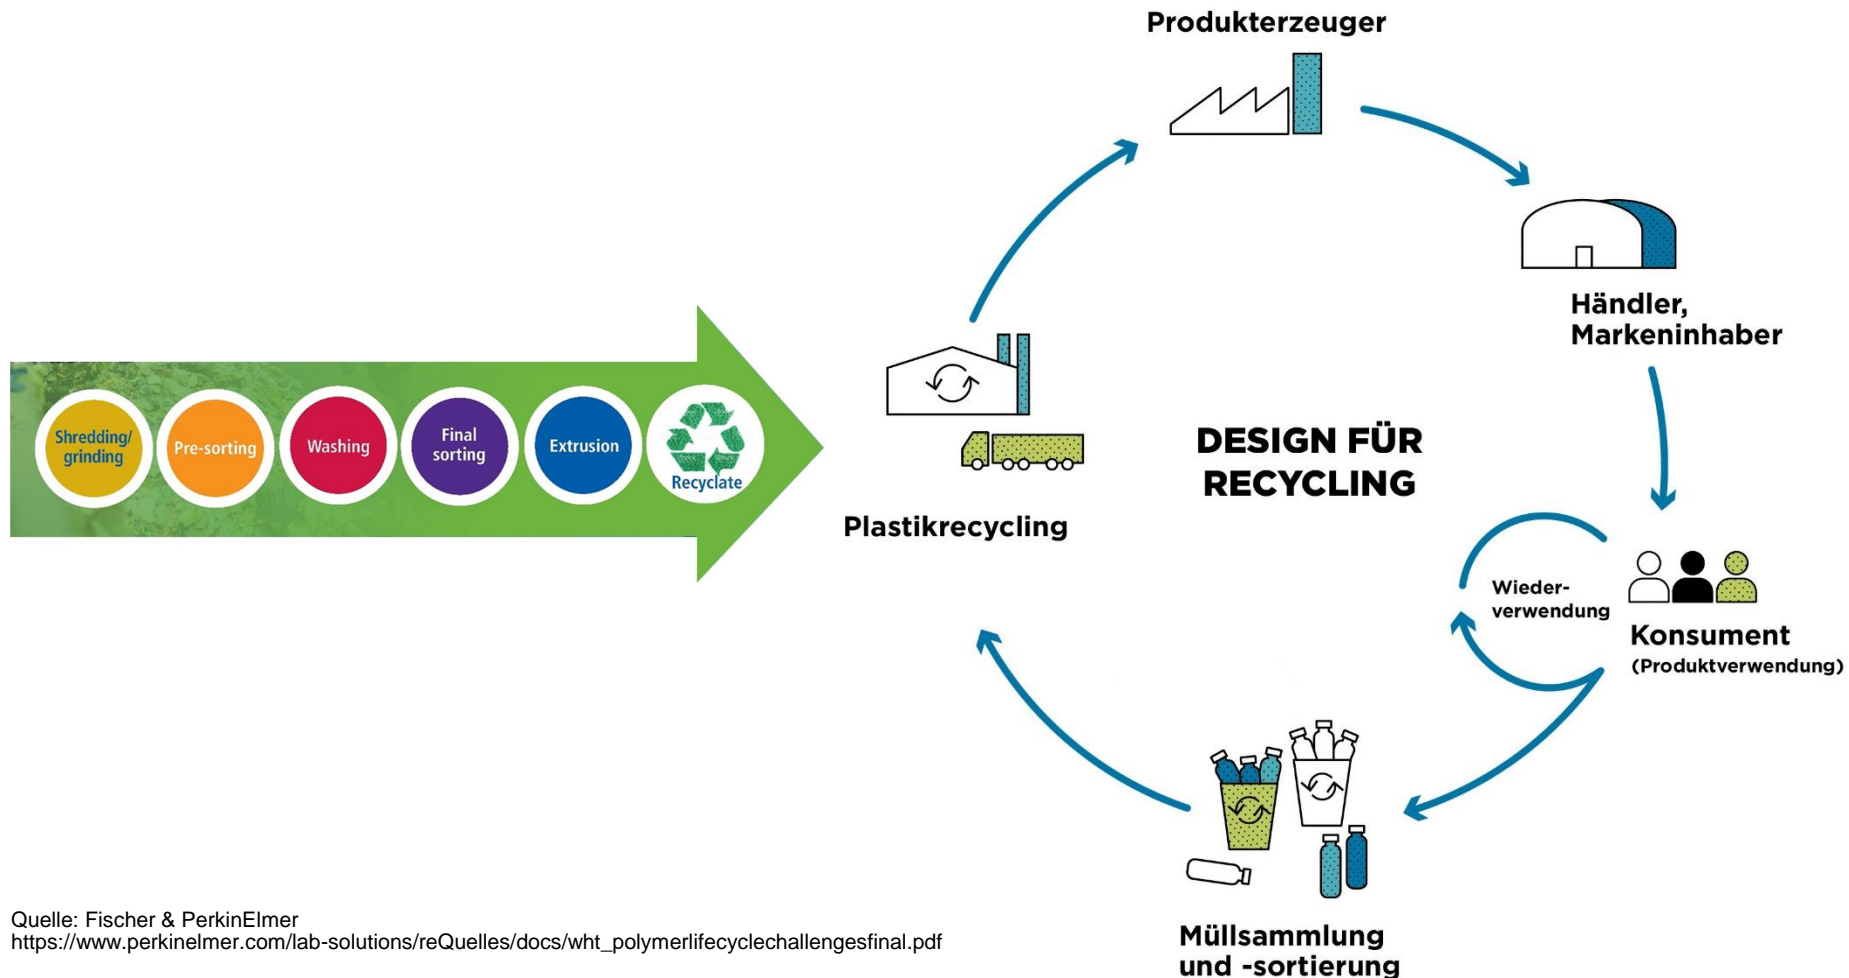 Produkterzeuger
Händler,
Markeninhaber
Shredding/
grinding
Pre-sorting
Washing
Final
sorting
Extrusion
Recyclate
DESIGN FÜR
RECYCLING
Plastikrecycling
Wieder-
verwendung
Konsument
(Produktverwendung)
Quelle: Fischer & PerkinElmer
https://www.perkinelmer.com/lab-solutions/reQuelles/docs/wht_polymerlifecyclechallengesfinal.pdf
Müllsammlung
und -sortierung